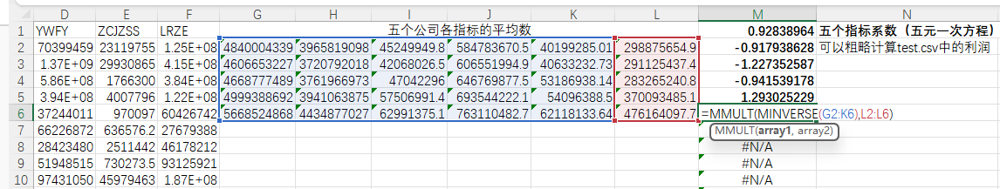 D E F G H I J K L M N
1 YWFY ZCJZSS LRZE 五个公司各指标的平均数 0.92838964 五个指标系数（五元一次方程）
2 70399459 23119755 1.25E+08 4840004339 3965819098 45249949.8 584783670.5 40199285.01 298875654.9 -0.917938628 可以粗略计算test.csv中的利润
3 1.37E+09 29930865 4.15E+08 4606653227 3720792018 42068026.5 606551994.9 40633232.73 291125437.4 -1.227352587
4 5.86E+08 1766300 3.84E+08 4668777489 3761966973 47042296 646769877.5 53186938.14 283265240.8 -0.941539178
5 3.94E+08 4007796 1.22E+08 4999388692 3941063875 57506991.4 693544222.1 54096388.5 370093485.1 1.293025229
6 37244011 970097 60426742 5668524868 4434877027 62991375.1 763110482.7 62118133.64 476164097.7 =MMULT(MINVERSE(G2:K6),L2:L6)
7 66226872 636576.2 27679388 MMULT(array1, array2)
8 28423480 2511442 46178212 #N/A
9 51948515 730273.5 93125921 #N/A
10 97431050 45979463 1.87E+08 #N/A